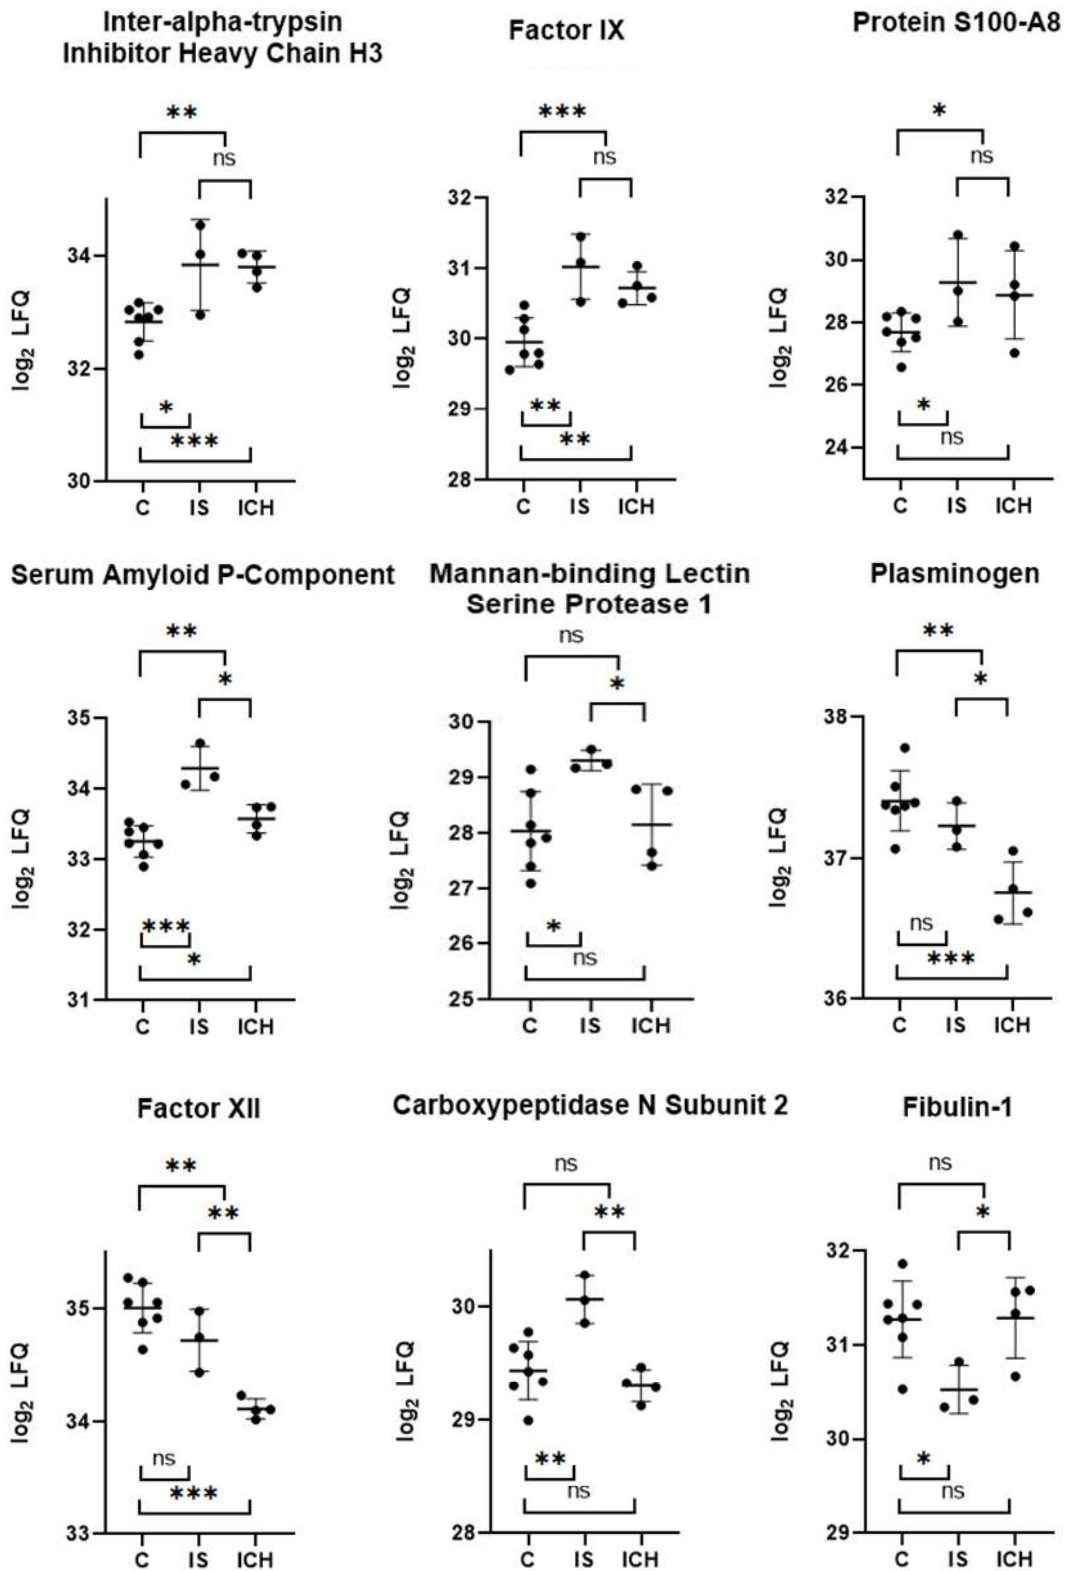 Inter-alpha-trypsin
Inhibitor Heavy Chain H3
**
ns
log2 LFQ
34
32
30
*
***
C IS ICH
Factor IX
***
ns
log2 LFQ
32
31
30
29
28
**
**
C IS ICH
Protein S100-A8
*
ns
log2 LFQ
32
30
28
26
24
*
ns
C IS ICH
Serum Amyloid P-Component
**
*
log2 LFQ
35
34
33
32
31
***
*
C IS ICH
Mannan-binding Lectin
Serine Protease 1
ns
*
log2 LFQ
30
29
28
27
26
25
*
ns
C IS ICH
Plasminogen
**
*
log2 LFQ
38
37
36
ns
***
C IS ICH
Factor XII
**
**
log2 LFQ
35
34
33
ns
***
C IS ICH
Carboxypeptidase N Subunit 2
ns
**
log2 LFQ
30
29
28
**
ns
C IS ICH
Fibulin-1
ns
*
log2 LFQ
32
31
30
29
*
ns
C IS ICH